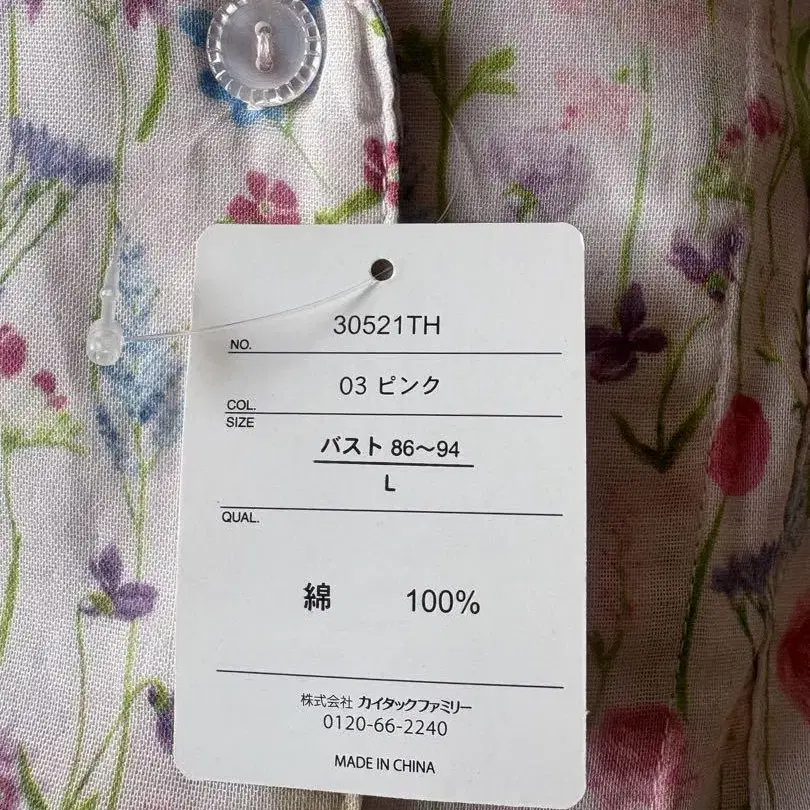 NO. 30521TH
COL. 03 ピンク
SIZE
バスト 86〜94
L
QUAL.
綿 100%
株式会社 カイタックファミリー
0120-66-2240
MADE IN CHINA